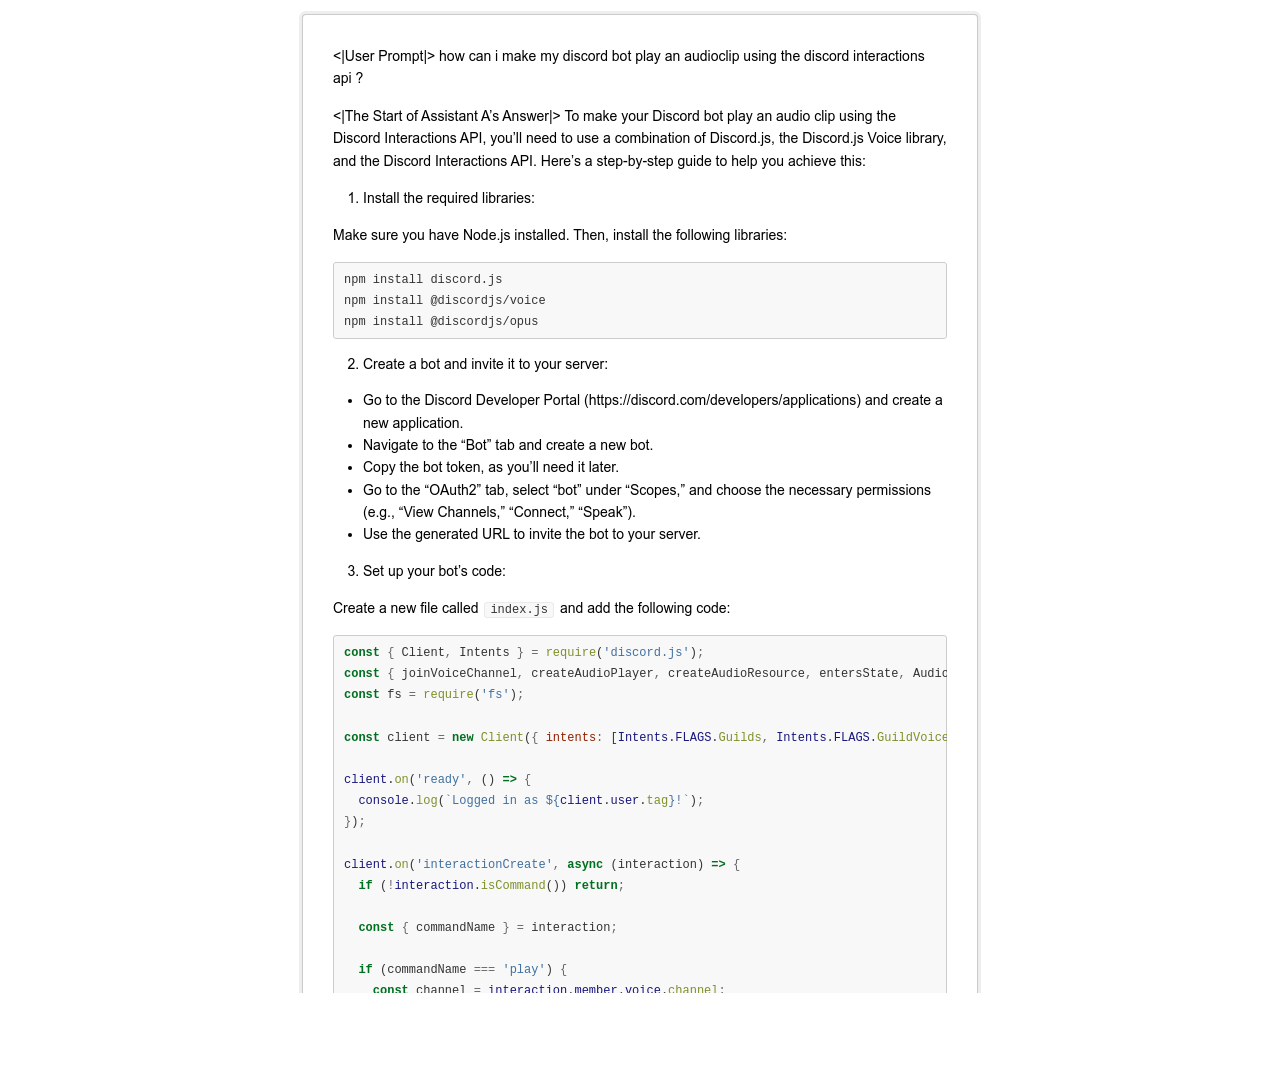 <|User Prompt|> how can i make my discord bot play an audioclip using the discord interactions
api ?
<|The Start of Assistant A’s Answer|> To make your Discord bot play an audio clip using the
Discord Interactions API, you’ll need to use a combination of Discord.js, the Discord.js Voice library,
and the Discord Interactions API. Here’s a step-by-step guide to help you achieve this:
1. Install the required libraries:
Make sure you have Node.js installed. Then, install the following libraries:
npm install discord.js
npm install @discordjs/voice
npm install @discordjs/opus
2. Create a bot and invite it to your server:
• Go to the Discord Developer Portal (https://discord.com/developers/applications) and create a
new application.
• Navigate to the “Bot” tab and create a new bot.
• Copy the bot token, as you’ll need it later.
• Go to the “OAuth2” tab, select “bot” under “Scopes,” and choose the necessary permissions
(e.g., “View Channels,” “Connect,” “Speak”).
• Use the generated URL to invite the bot to your server.
3. Set up your bot’s code:
Create a new file called index.js and add the following code:
const { Client, Intents } = require('discord.js');
const { joinVoiceChannel, createAudioPlayer, createAudioResource, entersState, Audio
const fs = require('fs');
const client = new Client({ intents: [Intents.FLAGS.Guilds, Intents.FLAGS.GuildVoice
client.on('ready', () => {
  console.log(`Logged in as ${client.user.tag}!`);
});
client.on('interactionCreate', async (interaction) => {
  if (!interaction.isCommand()) return;
  const { commandName } = interaction;
  if (commandName === 'play') {
    const channel = interaction.member.voice.channel;